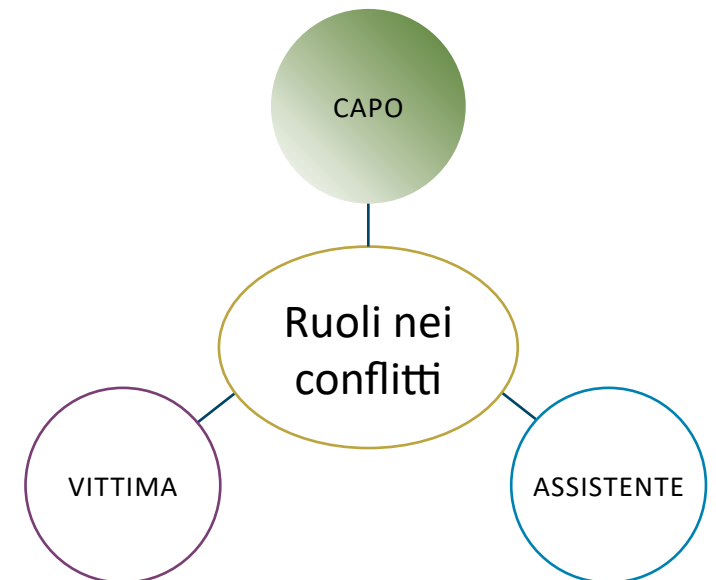 CAPO
Ruoli nei
conflitti
VITTIMA
ASSISTENTE